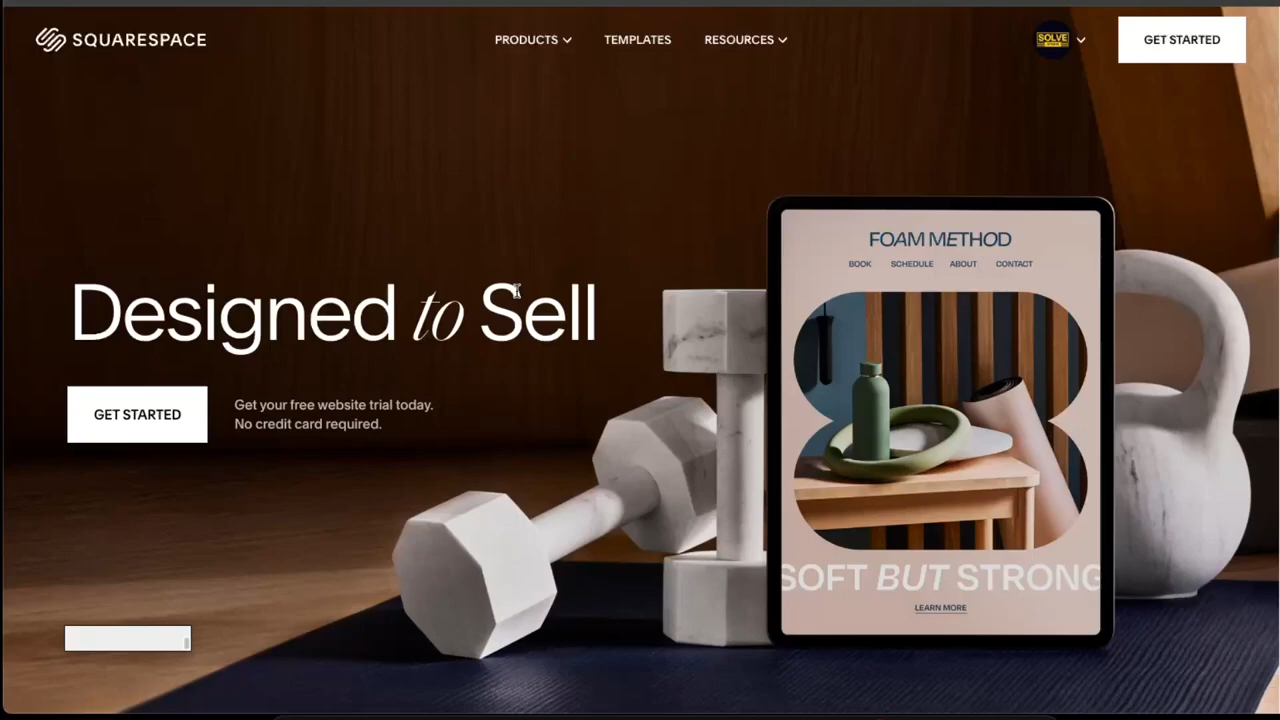 SQUARESPACE
PRODUCTS
TEMPLATES
RESOURCES
SOLVE
GET STARTED
Designed to Sell
GET STARTED
Get your free website trial today.
No credit card required.
FOAM METHOD
BOOK SCHEDULE ABOUT CONTACT
SOFT BUT STRONG
LEARN MORE